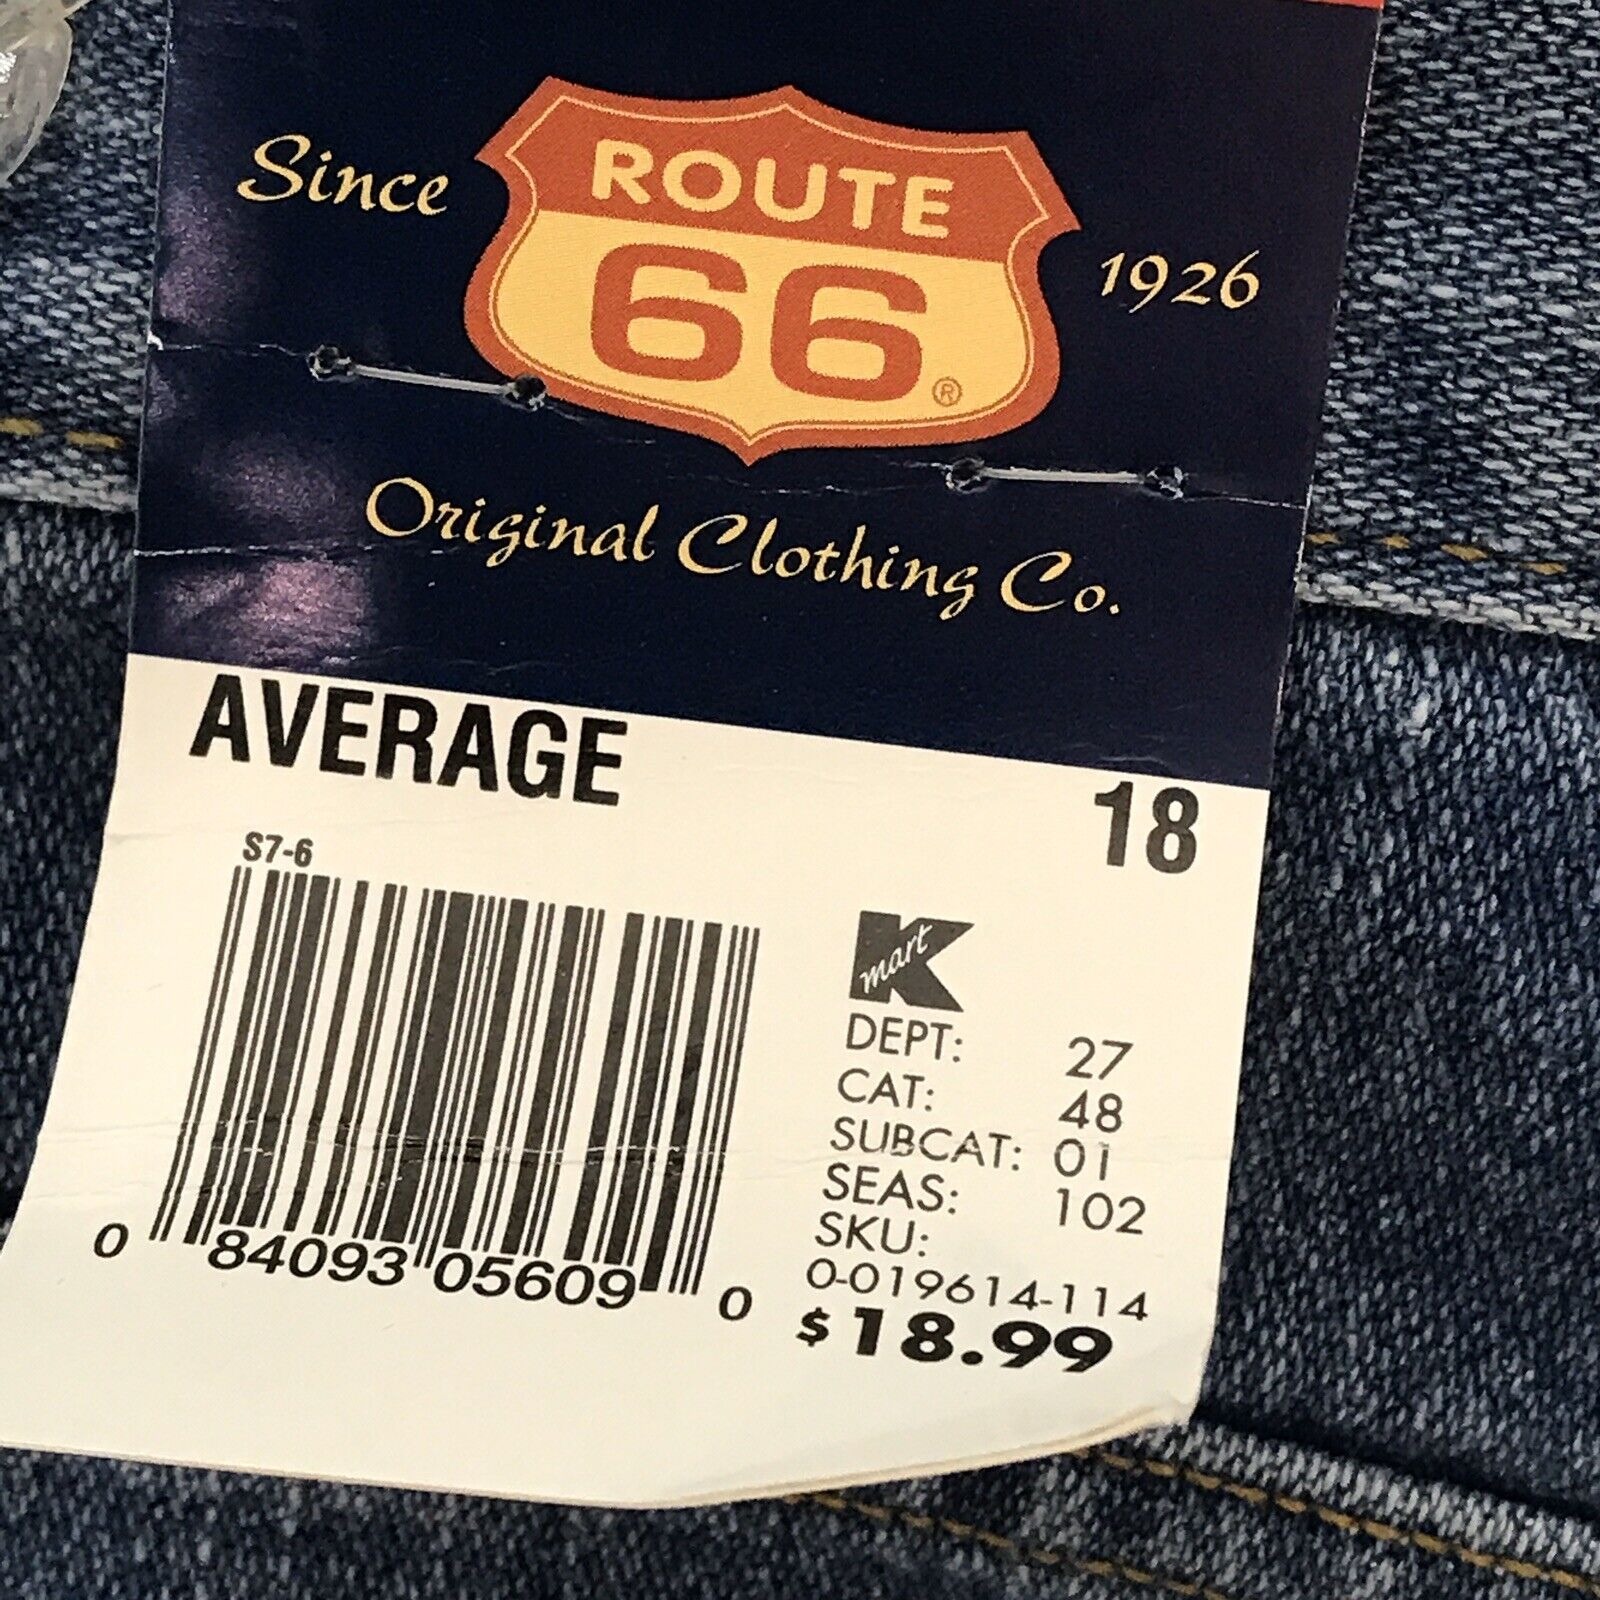 Since ROUTE 1926
66®
Original Clothing Co.
AVERAGE 18
S7-6
Kmart
DEPT: 27
CAT: 48
SUBCAT: 01
SEAS: 102
SKU:
0-019614-114
$18.99
0 84093 05609 0